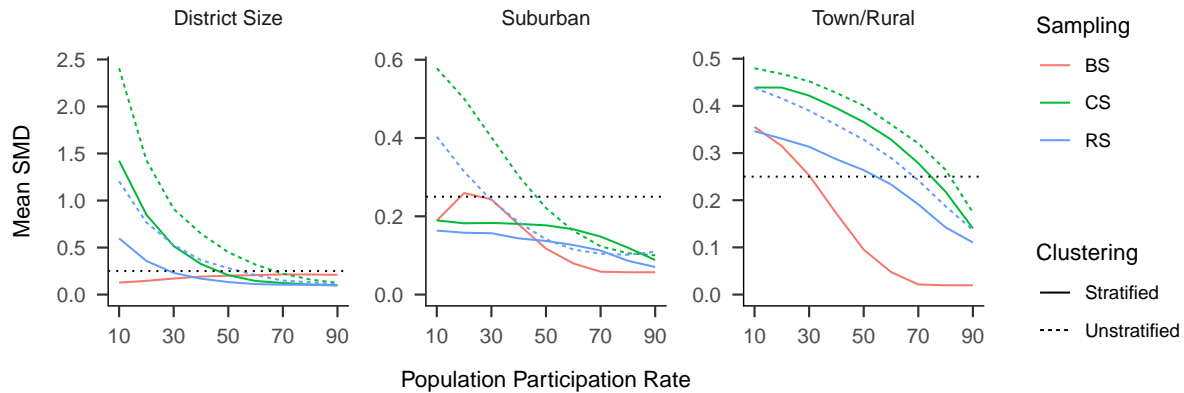 District Size
Suburban
Town/Rural
Mean SMD
2.5
2.0
1.5
1.0
0.5
0.0
10 30 50 70 90
0.6
0.4
0.2
0.0
10 30 50 70 90
0.5
0.4
0.3
0.2
0.1
0.0
10 30 50 70 90
Population Participation Rate
Sampling
BS
CS
RS
Clustering
Stratified
Unstratified